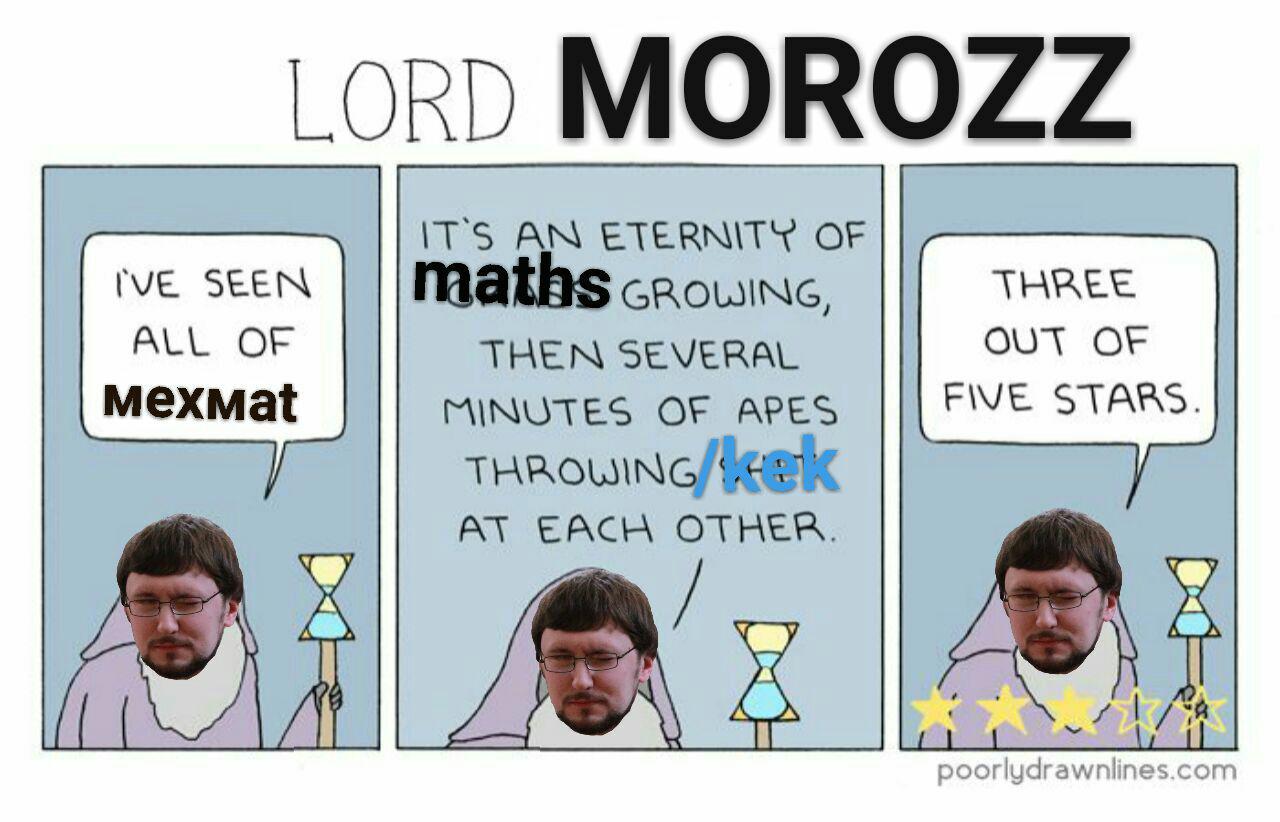 LORD MOROZZ
I'VE SEEN
ALL OF
мехмat
IT'S AN ETERNITY OF
maths GROWING,
THEN SEVERAL
MINUTES OF APES
THROWING /kek
AT EACH OTHER.
THREE
OUT OF
FIVE STARS.
poorlydrawnlines.com